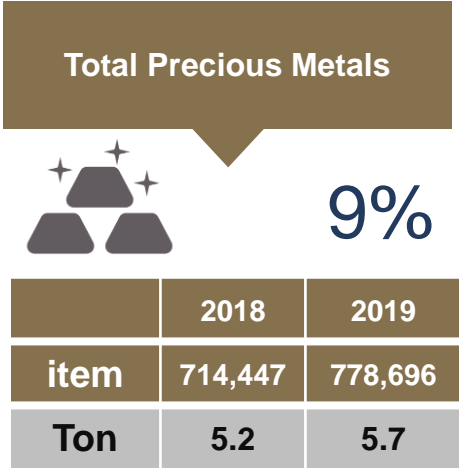 Total Precious Metals
9%
2018 2019
item 714,447 778,696
Ton 5.2 5.7